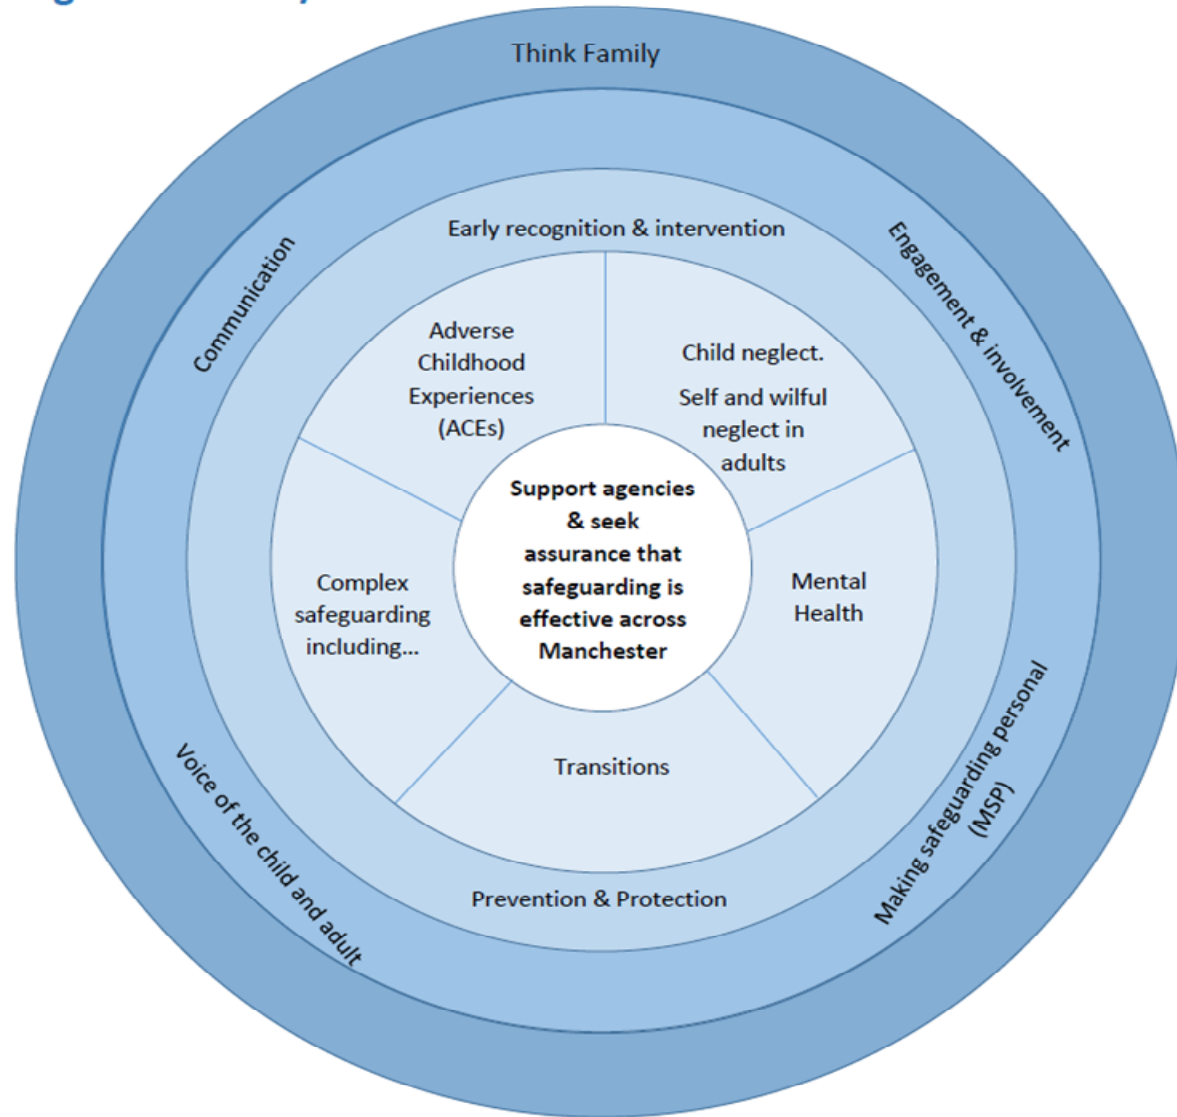 Think Family
Communication
Engagement & involvement
Early recognition & intervention
Adverse
Childhood
Experiences
(ACEs)
Child neglect.
Self and wilful
neglect in
adults
Support agencies
& seek
assurance that
safeguarding is
effective across
Manchester
Complex
safeguarding
including...
Mental
Health
Transitions
Prevention & Protection
Voice of the child and adult
Making safeguarding personal
(MSP)